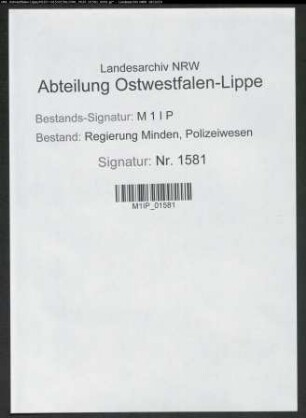 Landesarchiv NRW
Abteilung Ostwestfalen-Lippe
Bestands-Signatur: M 1 I P
Bestand: Regierung Minden, Polizeiwesen
Signatur: Nr. 1581
M1IP_01581